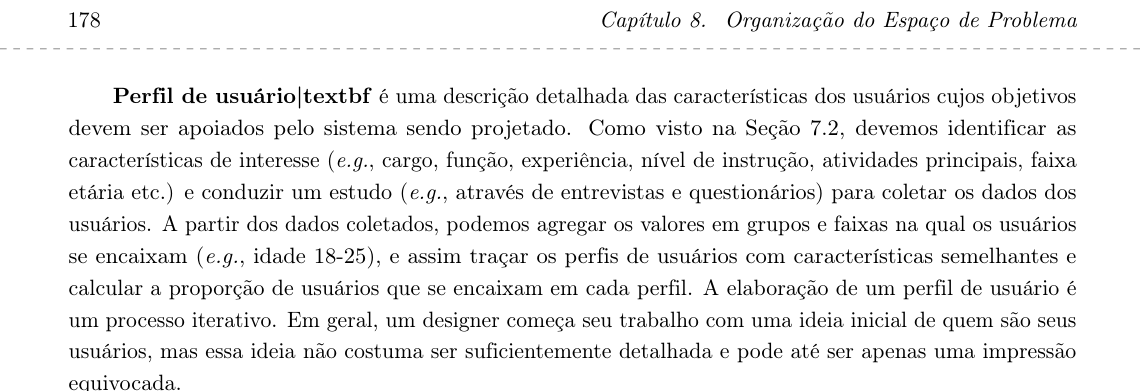 178 Capítulo 8. Organização do Espaço de Problema
Perfil de usuário|textbf é uma descrição detalhada das características dos usuários cujos objetivos
devem ser apoiados pelo sistema sendo projetado. Como visto na Seção 7.2, devemos identificar as
características de interesse (e.g., cargo, função, experiência, nível de instrução, atividades principais, faixa
etária etc.) e conduzir um estudo (e.g., através de entrevistas e questionários) para coletar os dados dos
usuários. A partir dos dados coletados, podemos agregar os valores em grupos e faixas na qual os usuários
se encaixam (e.g., idade 18-25), e assim traçar os perfis de usuários com características semelhantes e
calcular a proporção de usuários que se encaixam em cada perfil. A elaboração de um perfil de usuário é
um processo iterativo. Em geral, um designer começa seu trabalho com uma ideia inicial de quem são seus
usuários, mas essa ideia não costuma ser suficientemente detalhada e pode até ser apenas uma impressão
equivocada.